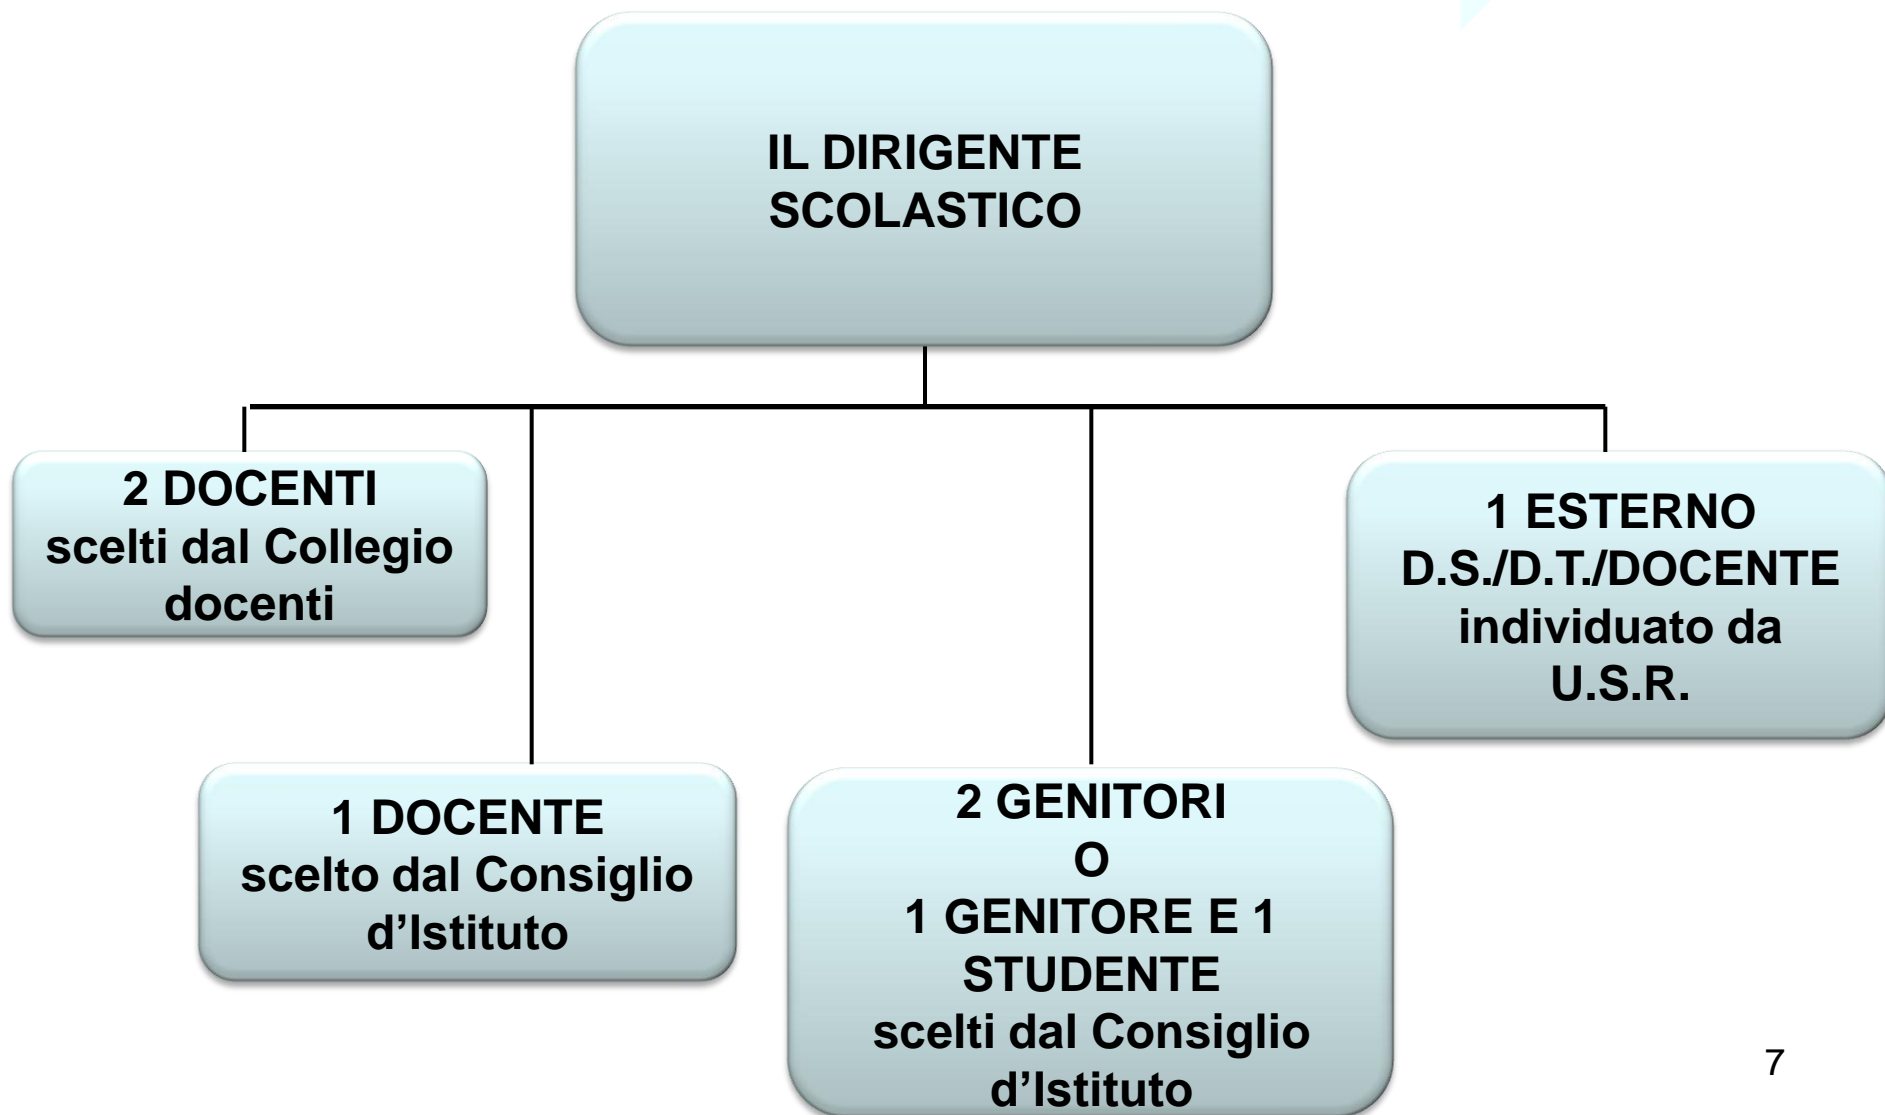 IL DIRIGENTE
SCOLASTICO
2 DOCENTI
scelti dal Collegio
docenti
1 DOCENTE
scelto dal Consiglio
d’Istituto
2 GENITORI
O
1 GENITORE E 1
STUDENTE
scelti dal Consiglio
d’Istituto
1 ESTERNO
D.S./D.T./DOCENTE
individuato da
U.S.R.
7